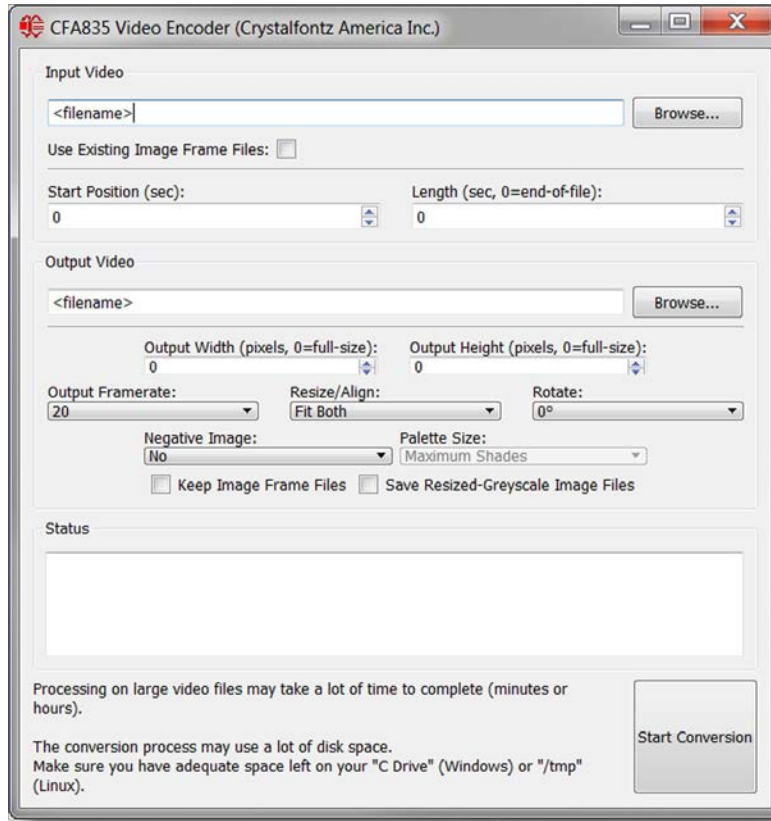 CFA835 Video Encoder (Crystalfontz America Inc.)
Input Video
<filename>
Browse...
Use Existing Image Frame Files:
Start Position (sec):
Length (sec, 0=end-of-file):
0
0
Output Video
<filename>
Browse...
Output Width (pixels, 0=full-size):
Output Height (pixels, 0=full-size):
0
0
Output Framerate:
Resize/Align:
Rotate:
20
Fit Both
0°
Negative Image:
Palette Size:
No
Maximum Shades
Keep Image Frame Files
Save Resized-Greyscale Image Files
Status
Processing on large video files may take a lot of time to complete (minutes or
hours).
The conversion process may use a lot of disk space.
Make sure you have adequate space left on your "C Drive" (Windows) or "/tmp"
(Linux).
Start Conversion